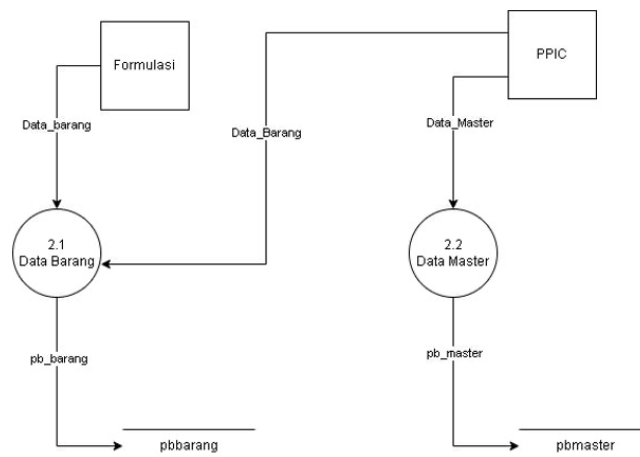 Formulasi
PPIC
Data_barang
Data_Barang
Data_Master
2.1
Data Barang
2.2
Data Master
pb_barang
pb_master
pbbarang
pbmaster